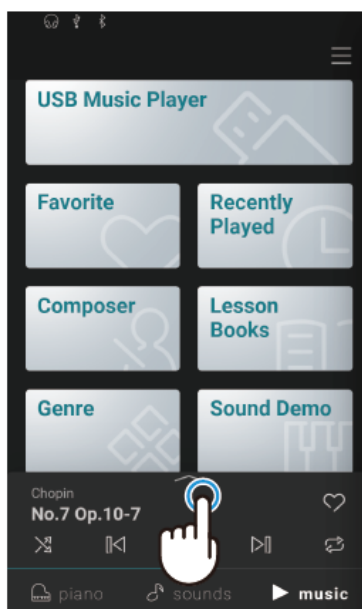 USB Music Player
Favorite
Recently
Played
Composer
Lesson
Books
Genre
Sound Demo
Chopin
No.7 Op.10-7
piano
sounds
music